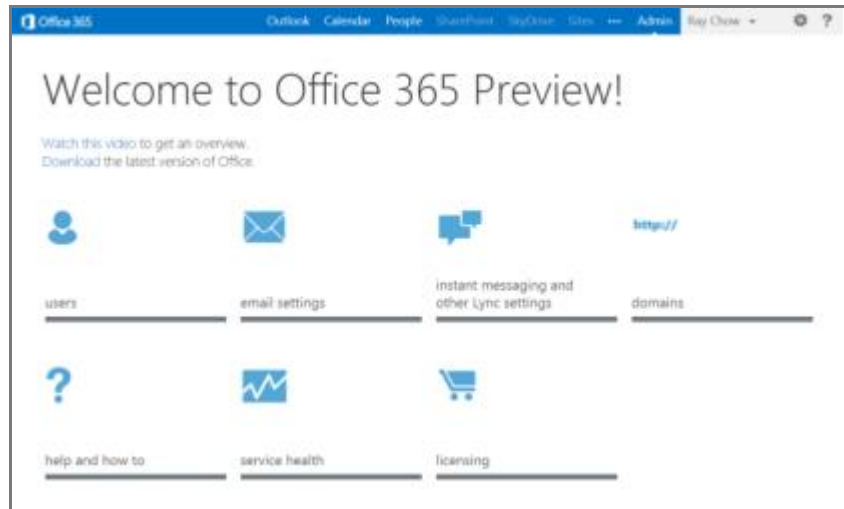 Office 365 Outlook Calendar People SharePoint SkyDrive Sites ••• Admin Ray Chow ?
Welcome to Office 365 Preview!
Watch this video to get an overview.
Download the latest version of Office.
http://
users
email settings
instant messaging and
other Lync settings
domains
?
help and how to
service health
licensing